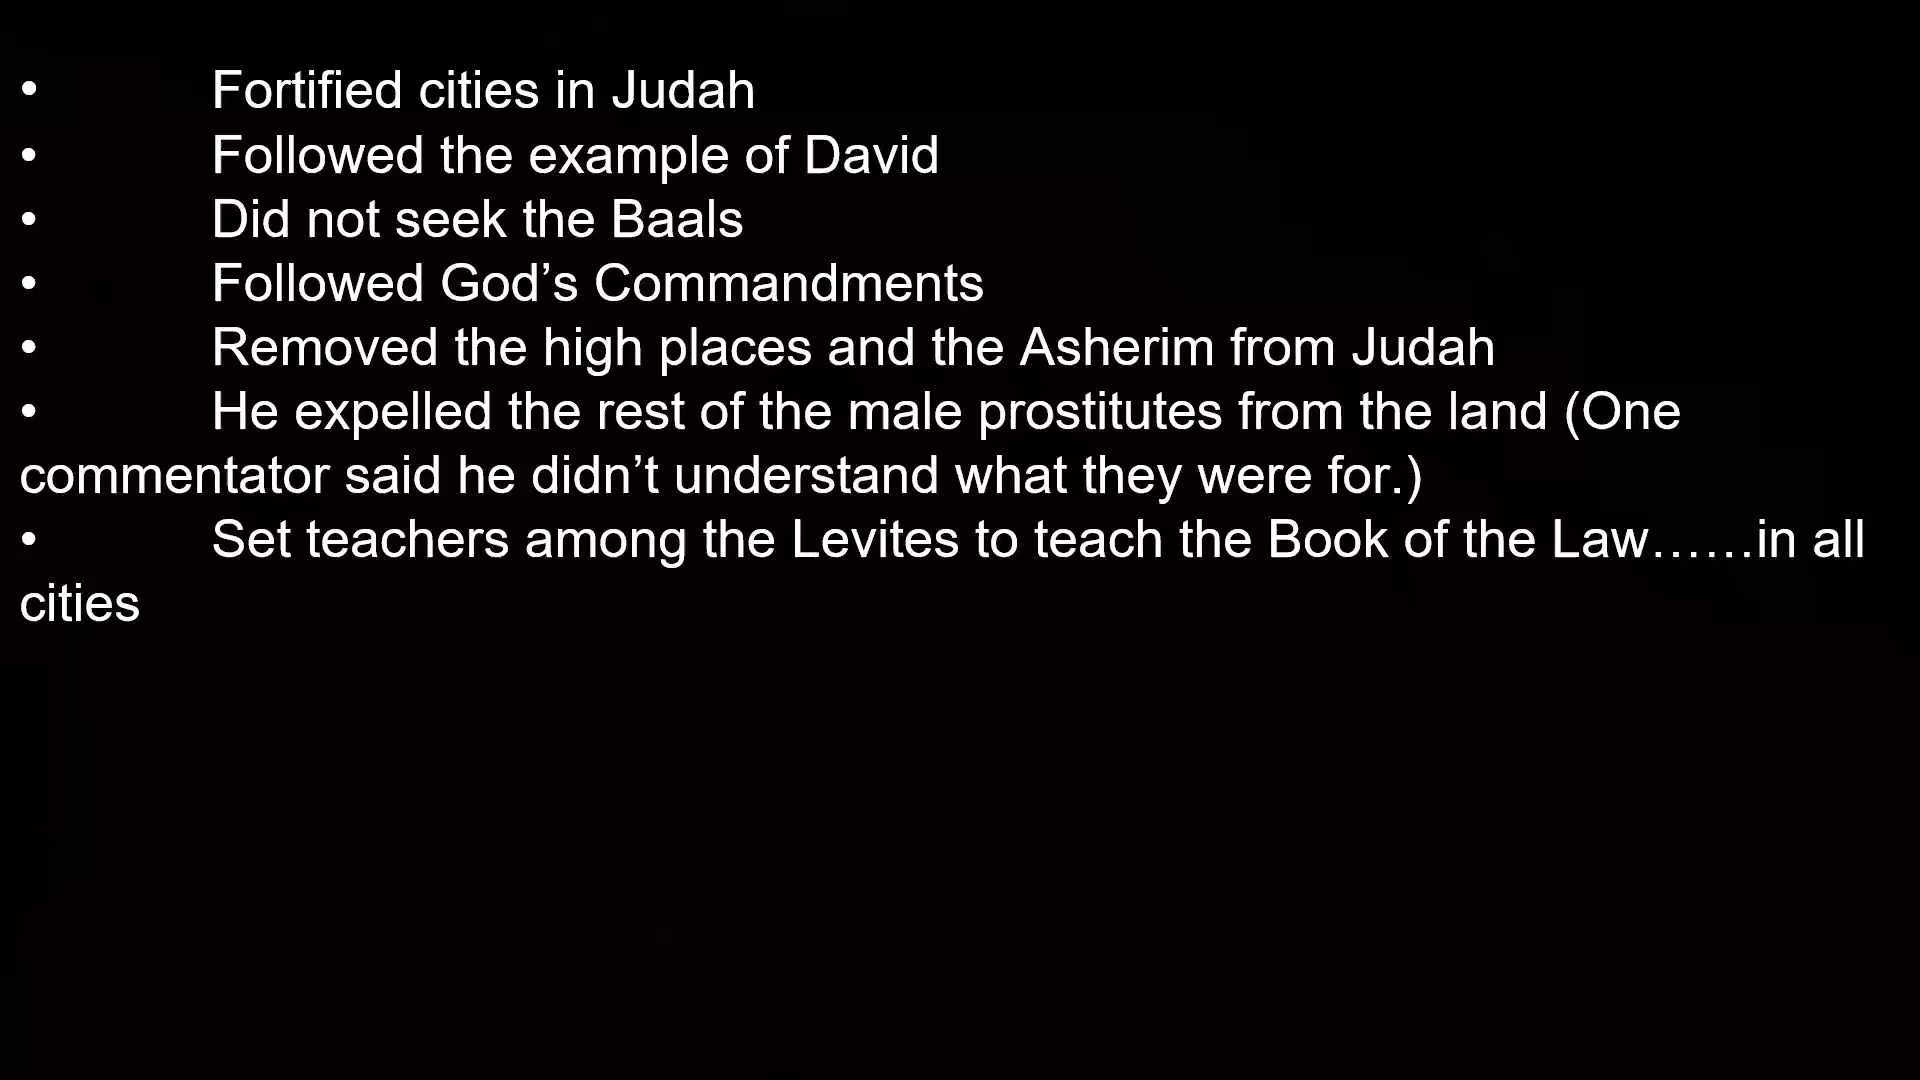 • Fortified cities in Judah
• Followed the example of David
• Did not seek the Baals
• Followed God’s Commandments
• Removed the high places and the Asherim from Judah
• He expelled the rest of the male prostitutes from the land (One
commentator said he didn’t understand what they were for.)
• Set teachers among the Levites to teach the Book of the Law……in all
cities